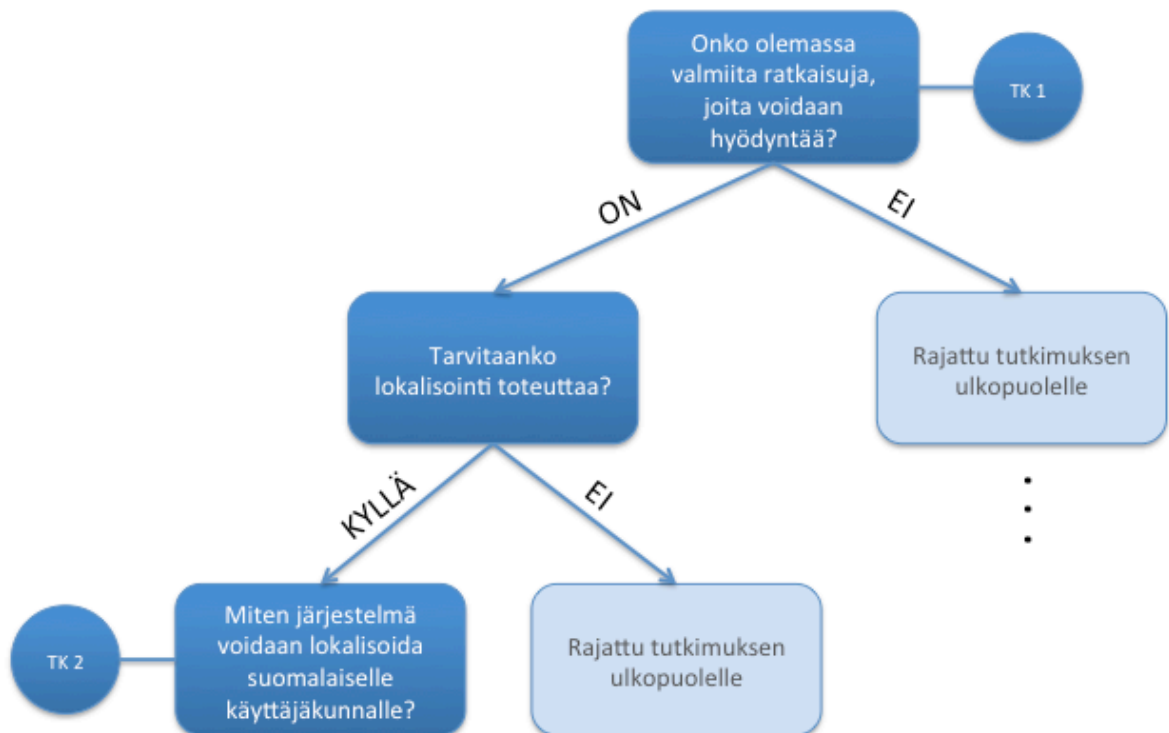 Onko olemassa
valmiita ratkaisuja,
joita voidaan
hyödyntää?
TK 1
ON
EI
Tarvitaanko
lokalisointi toteuttaa?
Rajattu tutkimuksen
ulkopuolelle
KYLLÄ
EI
TK 2
Miten järjestelmä
voidaan lokalisoida
suomalaiselle
käyttäjäkunnalle?
Rajattu tutkimuksen
ulkopuolelle